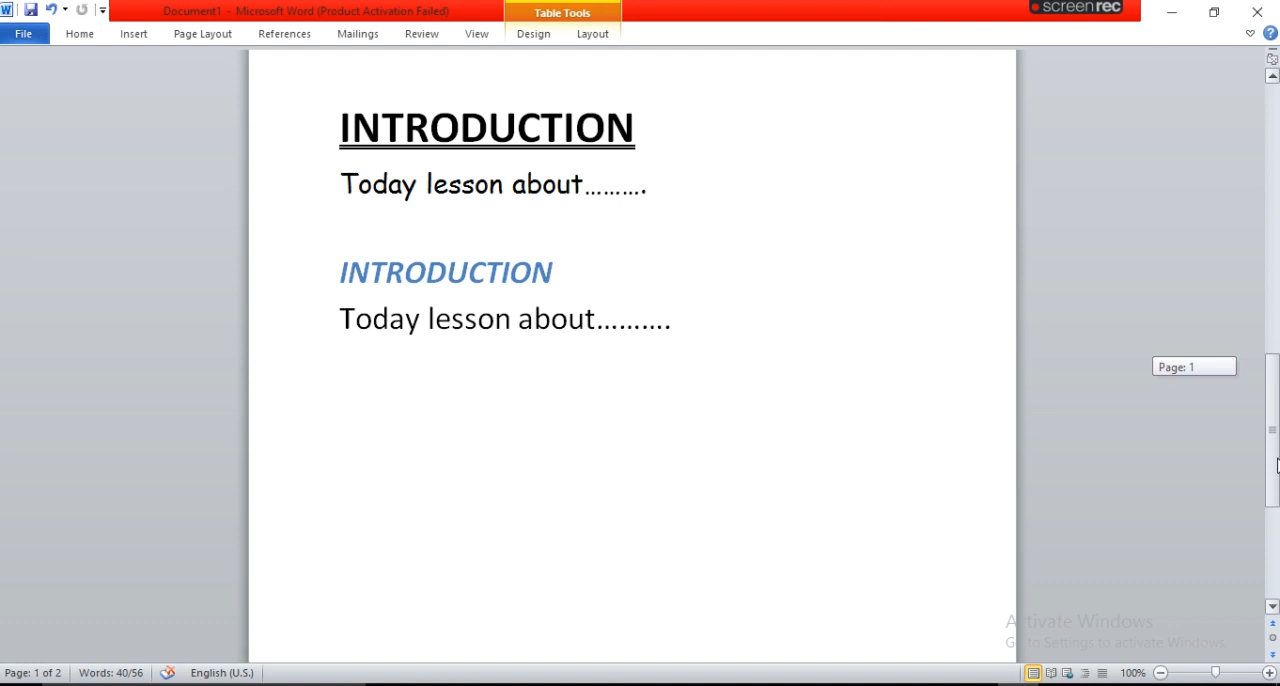 Document1 - Microsoft Word (Product Activation Failed)
Table Tools
screenrec
File Home Insert Page Layout References Mailings Review View Design Layout
INTRODUCTION
Today lesson about..........
INTRODUCTION
Today lesson about..........
Page: 1
Activate Windows
Go to Settings to activate Windows.
Page: 1 of 2 Words: 40/56 English (U.S.) 100%